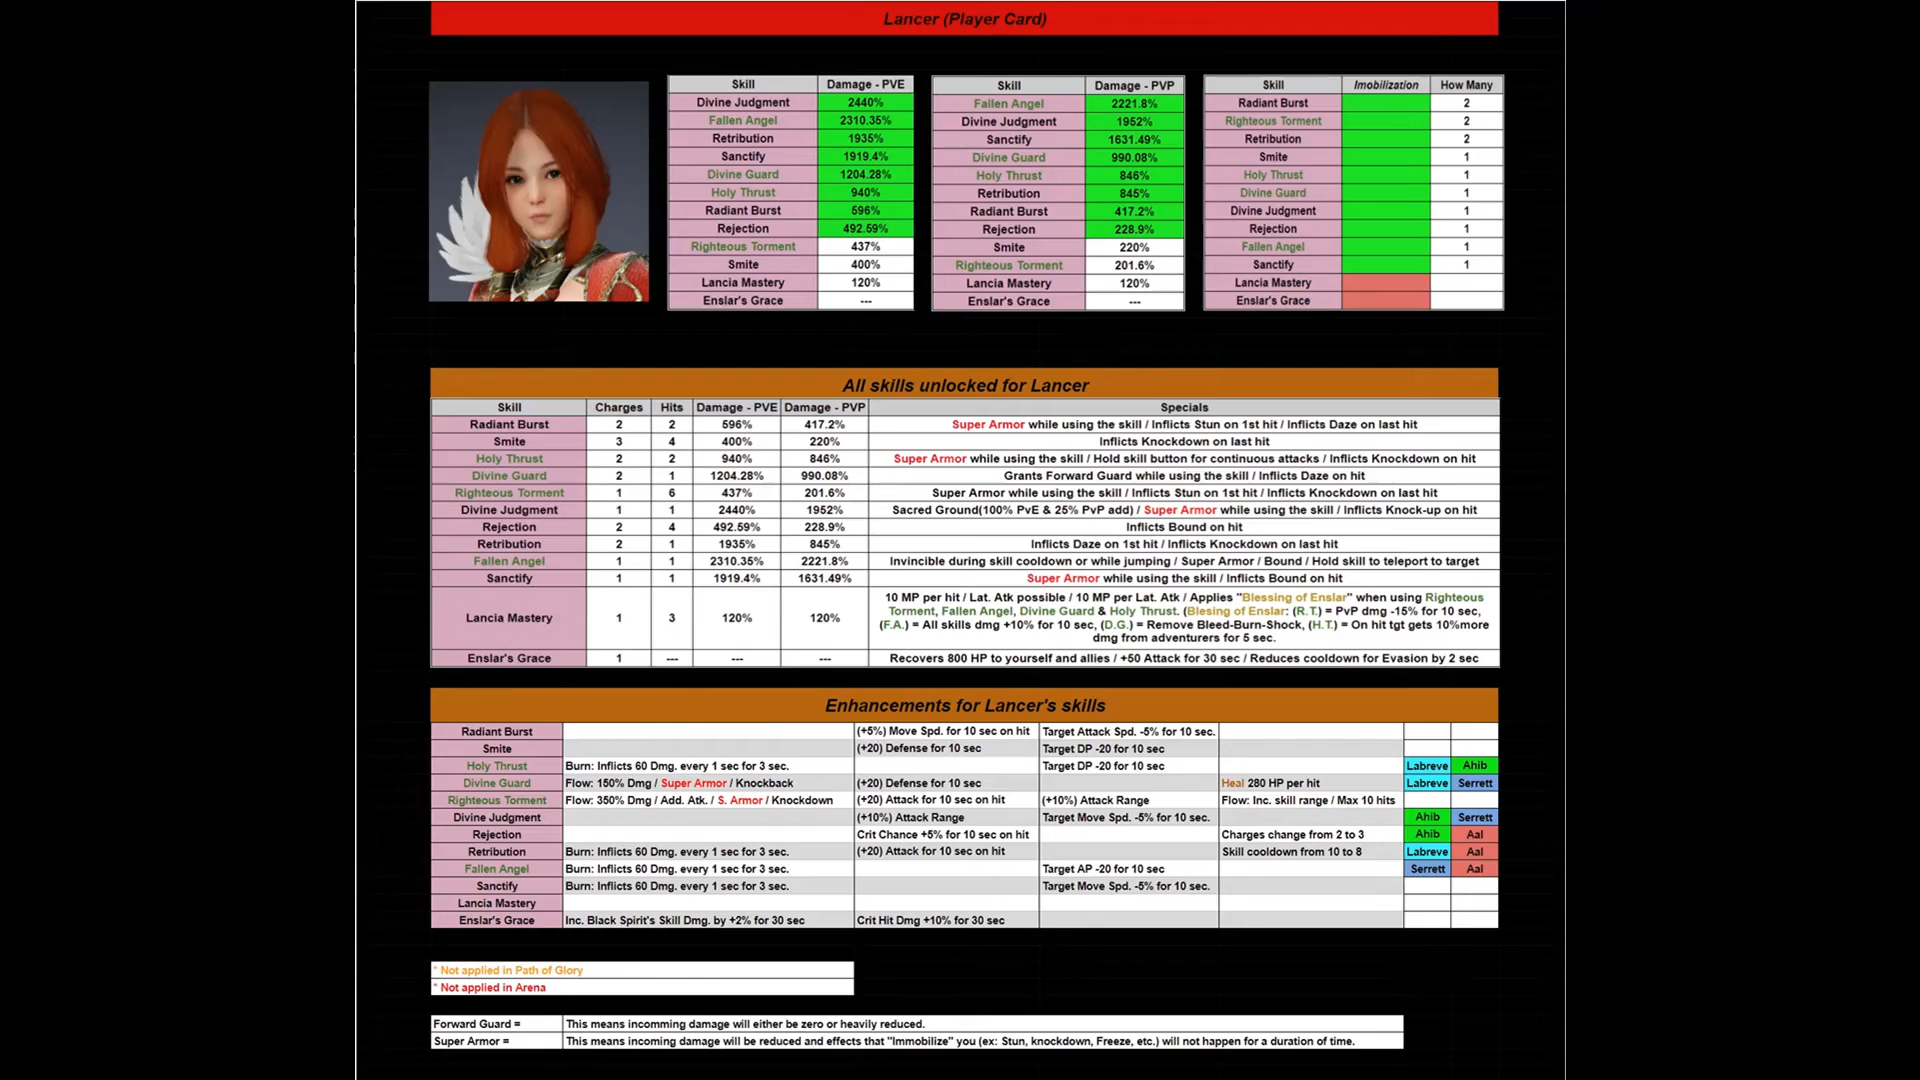 Lancer (Player Card)
Skill Damage - PVE
Divine Judgment 2440%
Fallen Angel 2310.35%
Retribution 1935%
Sanctify 1919.4%
Divine Guard 1204.28%
Holy Thrust 940%
Radiant Burst 596%
Rejection 492.59%
Righteous Torment 437%
Smite 400%
Lancia Mastery 120%
Enslar's Grace ---
Skill Damage - PVP
Fallen Angel 2221.8%
Divine Judgment 1952%
Sanctify 1631.49%
Divine Guard 990.08%
Holy Thrust 846%
Retribution 845%
Radiant Burst 417.2%
Rejection 228.9%
Smite 220%
Righteous Torment 201.6%
Lancia Mastery 120%
Enslar's Grace ---
Skill Imobilization How Many
Radiant Burst 2
Righteous Torment 2
Retribution 2
Smite 1
Holy Thrust 1
Divine Guard 1
Divine Judgment 1
Rejection 1
Fallen Angel 1
Sanctify 1
Lancia Mastery
Enslar's Grace
All skills unlocked for Lancer
Skill Charges Hits Damage - PVE Damage - PVP Specials
Radiant Burst 2 2 596% 417.2% Super Armor while using the skill / Inflicts Stun on 1st hit / Inflicts Daze on last hit
Smite 3 4 400% 220% Inflicts Knockdown on last hit
Holy Thrust 2 2 940% 846% Super Armor while using the skill / Hold skill button for continuous attacks / Inflicts Knockdown on hit
Divine Guard 2 1 1204.28% 990.08% Grants Forward Guard while using the skill / Inflicts Daze on hit
Righteous Torment 1 6 437% 201.6% Super Armor while using the skill / Inflicts Stun on 1st hit / Inflicts Knockdown on last hit
Divine Judgment 1 1 2440% 1952% Sacred Ground(100% PvE & 25% PvP add) / Super Armor while using the skill / Inflicts Knock-up on hit
Rejection 2 4 492.59% 228.9% Inflicts Bound on hit
Retribution 2 1 1935% 845% Inflicts Daze on 1st hit / Inflicts Knockdown on last hit
Fallen Angel 1 1 2310.35% 2221.8% Invincible during skill cooldown or while jumping / Super Armor / Bound / Hold skill to teleport to target
Sanctify 1 1 1919.4% 1631.49% Super Armor while using the skill / Inflicts Bound on hit
Lancia Mastery 1 3 120% 120% 10 MP per hit / Lat. Atk possible / 10 MP per Lat. Atk / Applies "Blessing of Enslar" when using Righteous
Torment, Fallen Angel, Divine Guard & Holy Thrust. (Blesing of Enslar: (R.T.) = PvP dmg -15% for 10 sec,
(F.A.) = All skills dmg +10% for 10 sec, (D.G.) = Remove Bleed-Burn-Shock, (H.T.) = On hit tgt gets 10%more
dmg from adventurers for 5 sec.
Enslar's Grace 1 --- --- --- Recovers 800 HP to yourself and allies / +50 Attack for 30 sec / Reduces cooldown for Evasion by 2 sec
Enhancements for Lancer's skills
Radiant Burst (+5%) Move Spd. for 10 sec on hit Target Attack Spd. -5% for 10 sec.
Smite (+20) Defense for 10 sec Target DP -20 for 10 sec
Holy Thrust Burn: Inflicts 60 Dmg. every 1 sec for 3 sec. Target DP -20 for 10 sec Labreve Ahib
Divine Guard Flow: 150% Dmg / Super Armor / Knockback (+20) Defense for 10 sec Heal 280 HP per hit Labreve Serrett
Righteous Torment Flow: 350% Dmg / Add. Atk. / S. Armor / Knockdown (+20) Attack for 10 sec on hit (+10%) Attack Range Flow: Inc. skill range / Max 10 hits
Divine Judgment (+10%) Attack Range Target Move Spd. -5% for 10 sec. Ahib Serrett
Rejection Crit Chance +5% for 10 sec on hit Charges change from 2 to 3 Ahib Aal
Retribution Burn: Inflicts 60 Dmg. every 1 sec for 3 sec. (+20) Attack for 10 sec on hit Skill cooldown from 10 to 8 Labreve Aal
Fallen Angel Burn: Inflicts 60 Dmg. every 1 sec for 3 sec. Target AP -20 for 10 sec Serrett Aal
Sanctify Burn: Inflicts 60 Dmg. every 1 sec for 3 sec. Target Move Spd. -5% for 10 sec.
Lancia Mastery
Enslar's Grace Inc. Black Spirit's Skill Dmg. by +2% for 30 sec Crit Hit Dmg +10% for 30 sec
* Not applied in Path of Glory
* Not applied in Arena
Forward Guard = This means incomming damage will either be zero or heavily reduced.
Super Armor = This means incoming damage will be reduced and effects that "Immobilize" you (ex: Stun, knockdown, Freeze, etc.) will not happen for a duration of time.